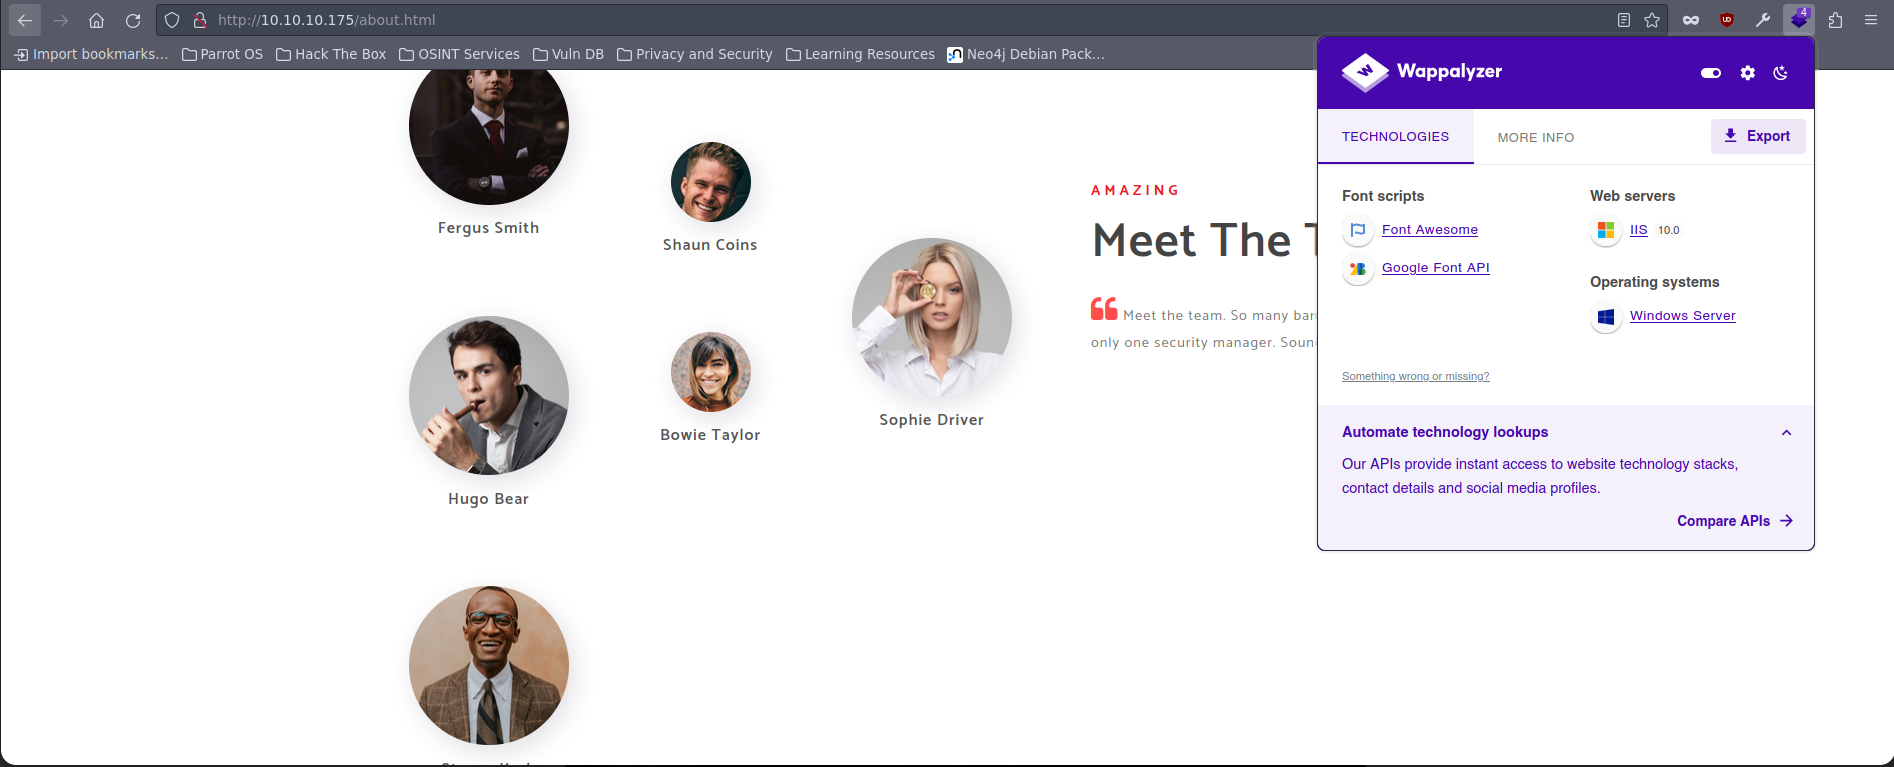 http://10.10.10.175/about.html
4
Import bookmarks... Parrot OS Hack The Box OSINT Services Vuln DB Privacy and Security Learning Resources Neo4j Debian Pack...
Fergus Smith
Shaun Coins
Hugo Bear
Bowie Taylor
Sophie Driver
AMAZING
Meet The
Meet the team. So many
only one security manager.
Wappalyzer
TECHNOLOGIES MORE INFO Export
Font scripts
Font Awesome
Google Font API
Web servers
IIS 10.0
Operating systems
Windows Server
Something wrong or missing?
Automate technology lookups
Our APIs provide instant access to website technology stacks,
contact details and social media profiles.
Compare APIs